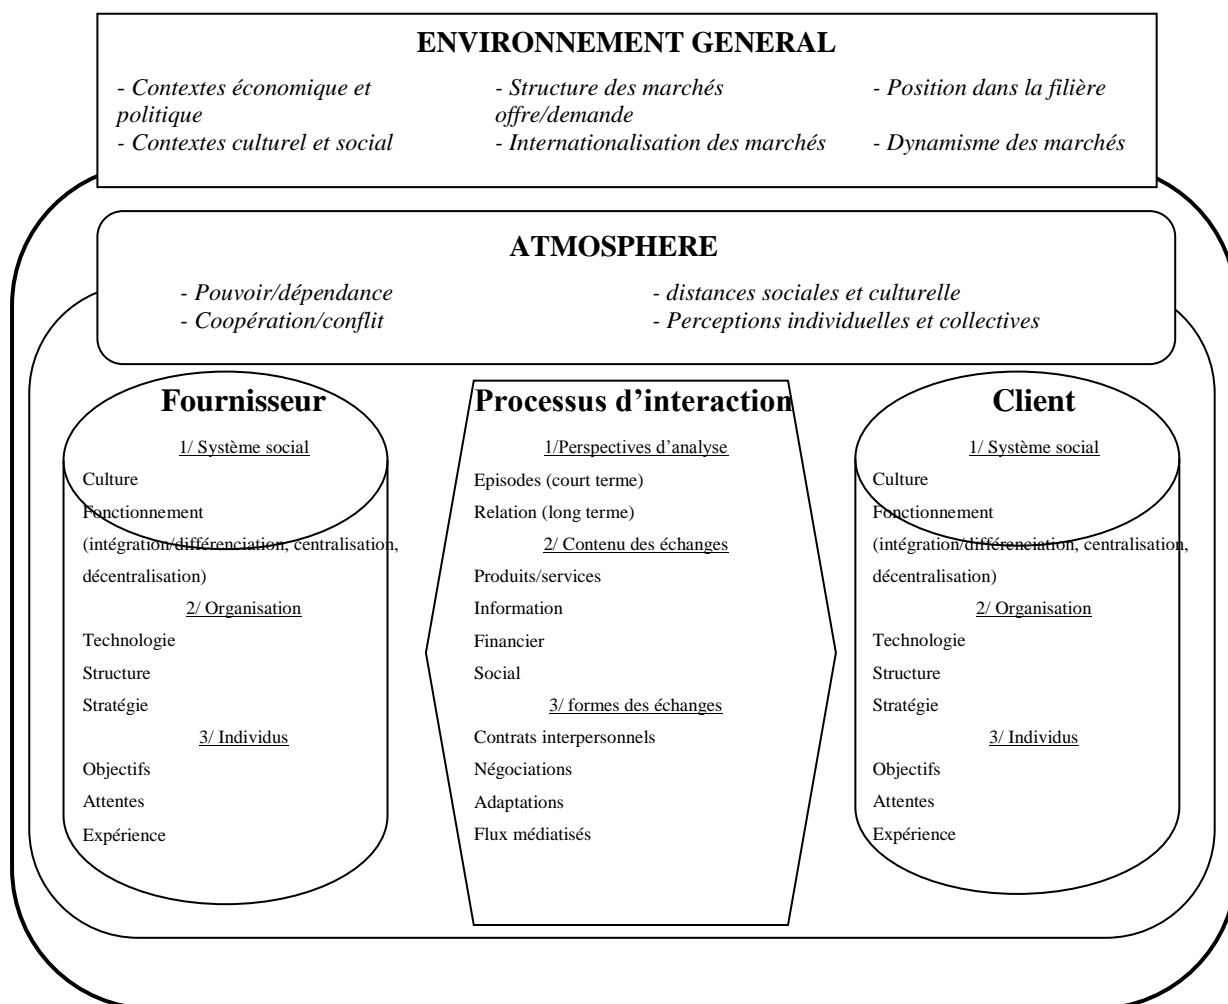 ENVIRONNEMENT GENERAL
- Contextes économique et
politique
- Contextes culturel et social
- Structure des marchés
offre/demande
- Internationalisation des marchés
- Position dans la filière
- Dynamisme des marchés
ATMOSPHERE
- Pouvoir/dépendance
- Coopération/conflit
- distances sociales et culturelle
- Perceptions individuelles et collectives
Fournisseur
1/ Système social
Culture
Fonctionnement
(intégration/différenciation, centralisation,
décentralisation)
2/ Organisation
Technologie
Structure
Stratégie
3/ Individus
Objectifs
Attentes
Expérience
Processus d’interaction
1/Perspectives d’analyse
Episodes (court terme)
Relation (long terme)
2/ Contenu des échanges
Produits/services
Information
Financier
Social
3/ formes des échanges
Contrats interpersonnels
Négociations
Adaptations
Flux médiatisés
Client
1/ Système social
Culture
Fonctionnement
(intégration/différenciation, centralisation,
décentralisation)
2/ Organisation
Technologie
Structure
Stratégie
3/ Individus
Objectifs
Attentes
Expérience